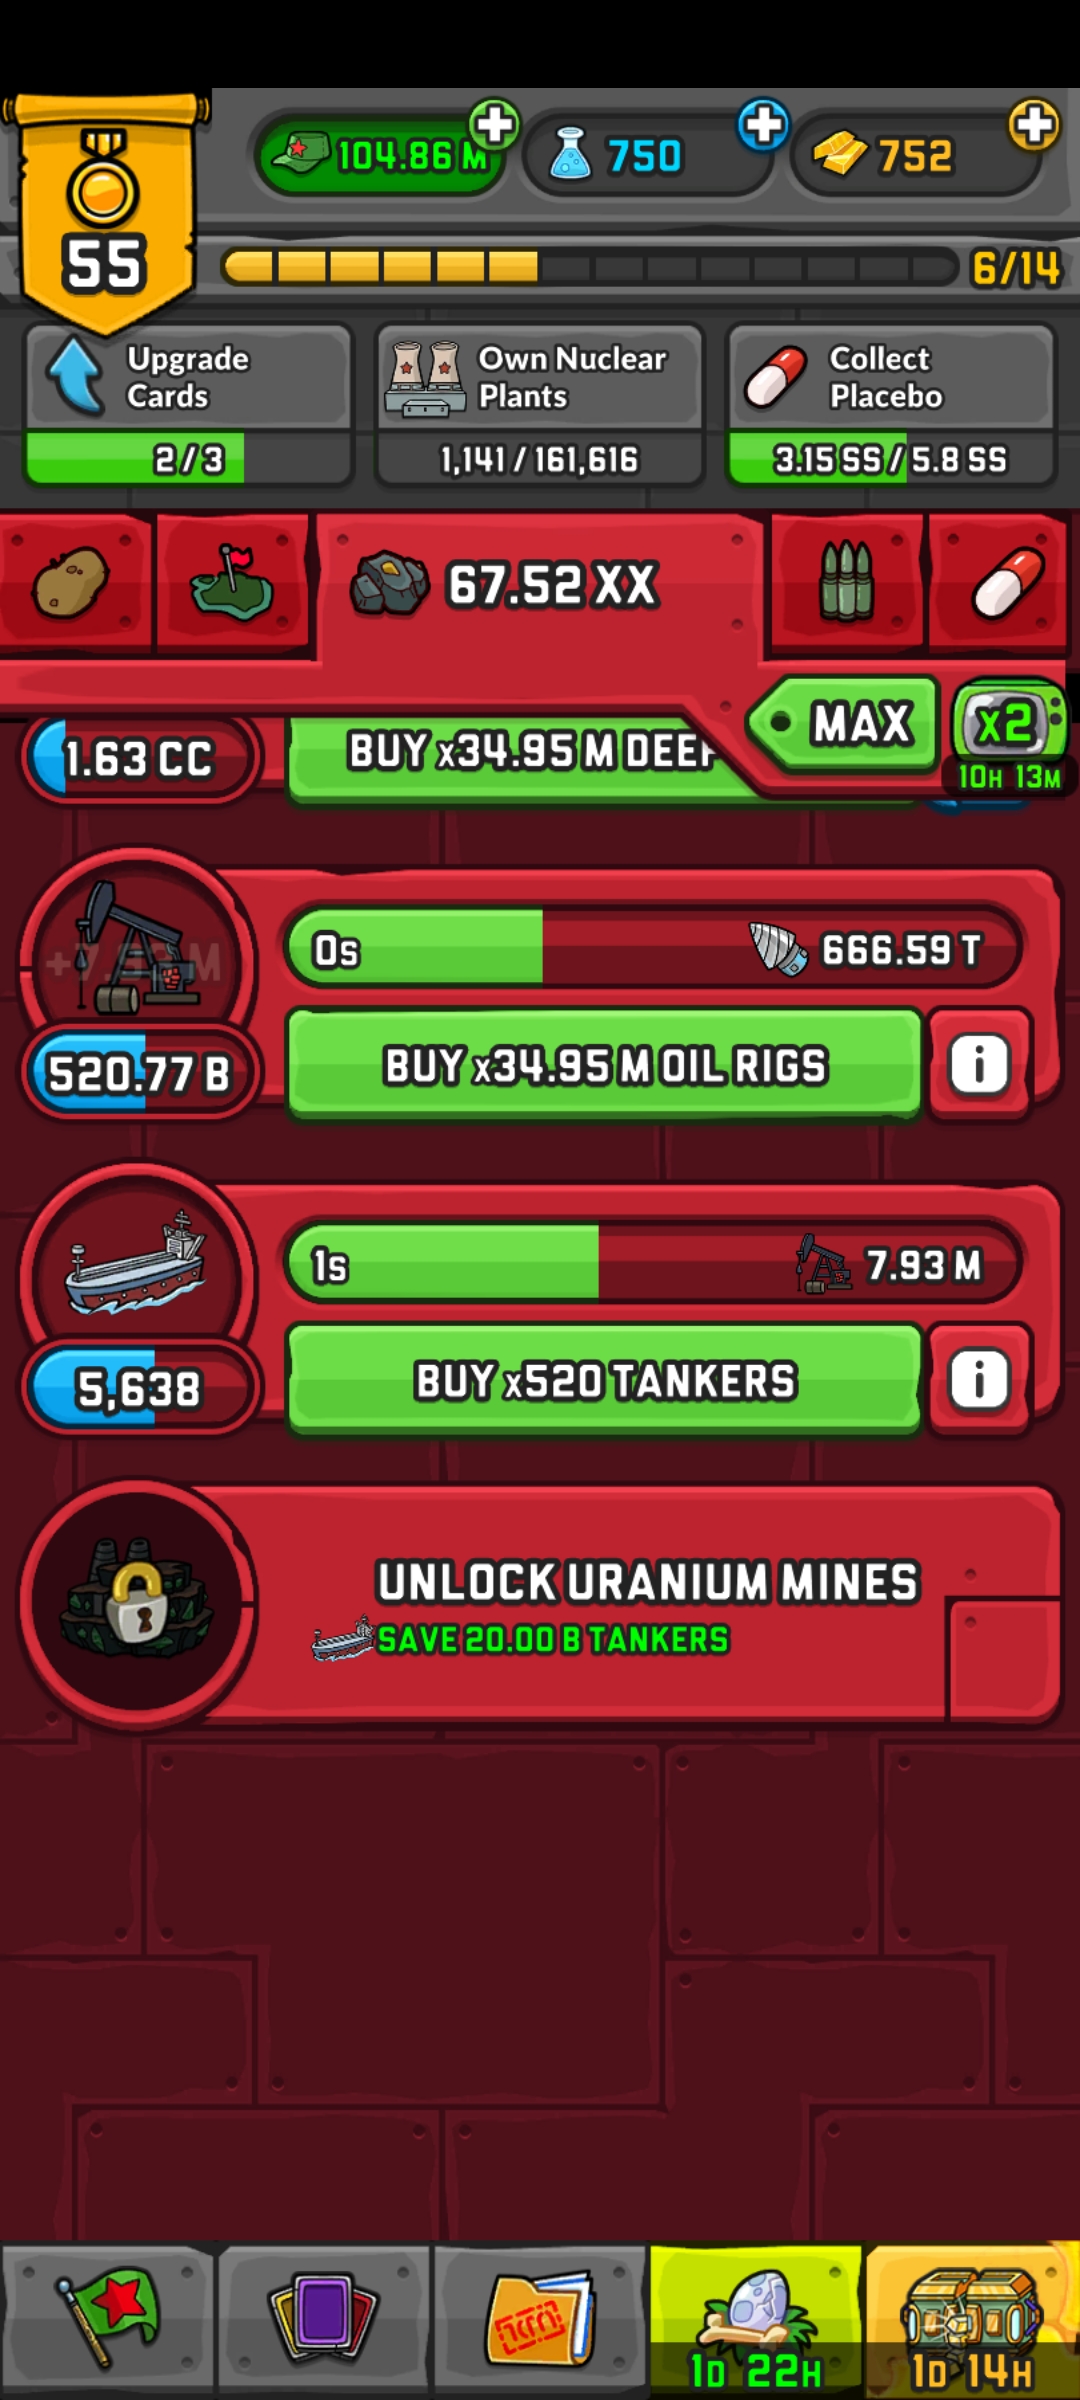 104.86 M
750
752
55
6/14
Upgrade
Cards
2/3
Own Nuclear
Plants
1,141/161,616
Collect
Placebo
3.15 SS/5.8 SS
67.52 XX
MAX
x2
10H 13M
1.63 CC
BUY x34.95 M DEEP
+7.93 M
0s
666.59 T
520.77 B
BUY x34.95 M OIL RIGS
i
1s
7.93 M
5,638
BUY x520 TANKERS
i
UNLOCK URANIUM MINES
SAVE 20.00 B TANKERS
1D 22H
1D 14H